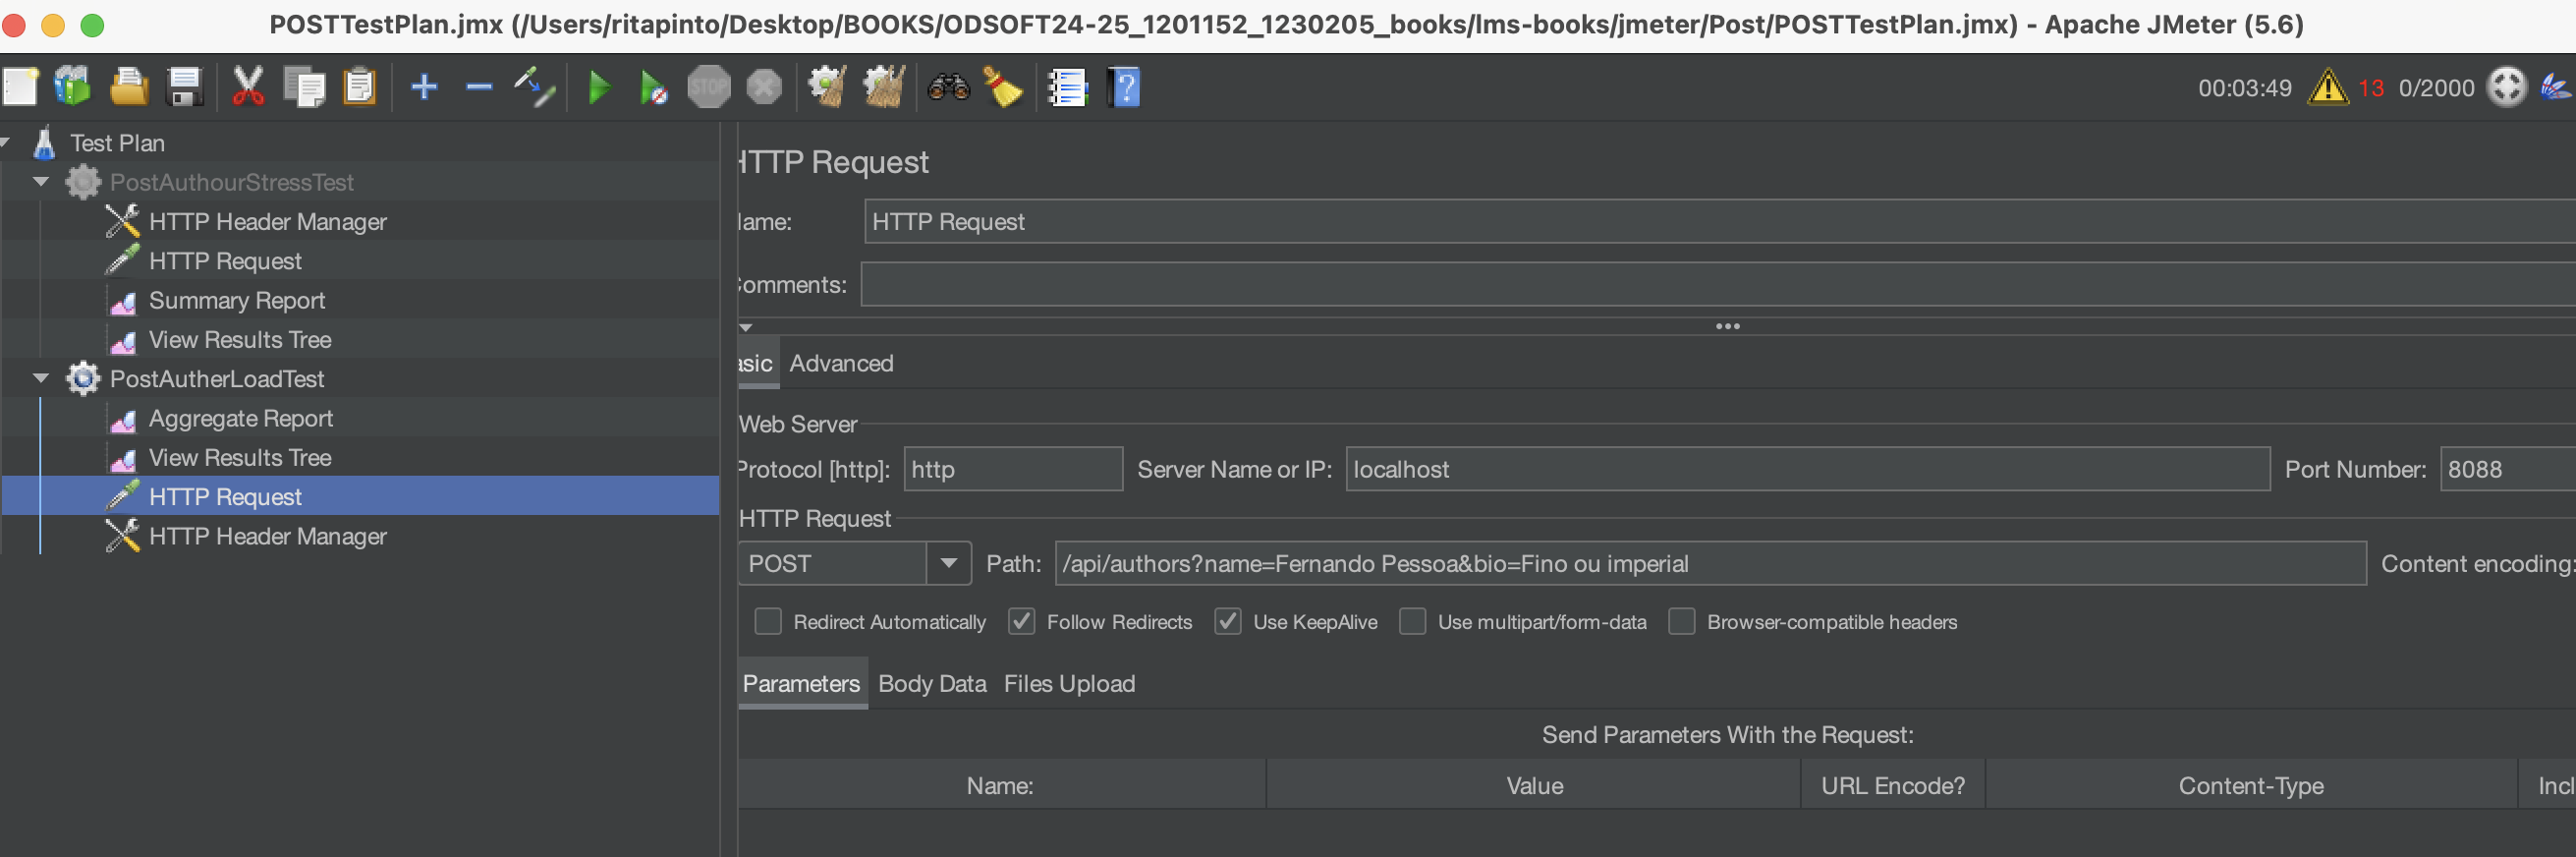 POSTTestPlan.jmx (/Users/ritapinto/Desktop/BOOKS/ODSOFT24-25_1201152_1230205_books/lms-books/jmeter/Post/POSTTestPlan.jmx) - Apache JMeter (5.6)
STOP
00:03:49 13 0/2000
Test Plan
PostAuthourStressTest
HTTP Header Manager
HTTP Request
Summary Report
View Results Tree
PostAutherLoadTest
Aggregate Report
View Results Tree
HTTP Request
HTTP Header Manager
HTTP Request
lame: HTTP Request
omments:
asic Advanced
Web Server
Protocol [http]: http Server Name or IP: localhost Port Number: 8088
HTTP Request
POST Path: /api/authors?name=Fernando Pessoa&bio=Fino ou imperial Content encoding:
Redirect Automatically Follow Redirects Use KeepAlive Use multipart/form-data Browser-compatible headers
Parameters Body Data Files Upload
Send Parameters With the Request:
Name: Value URL Encode? Content-Type Incl